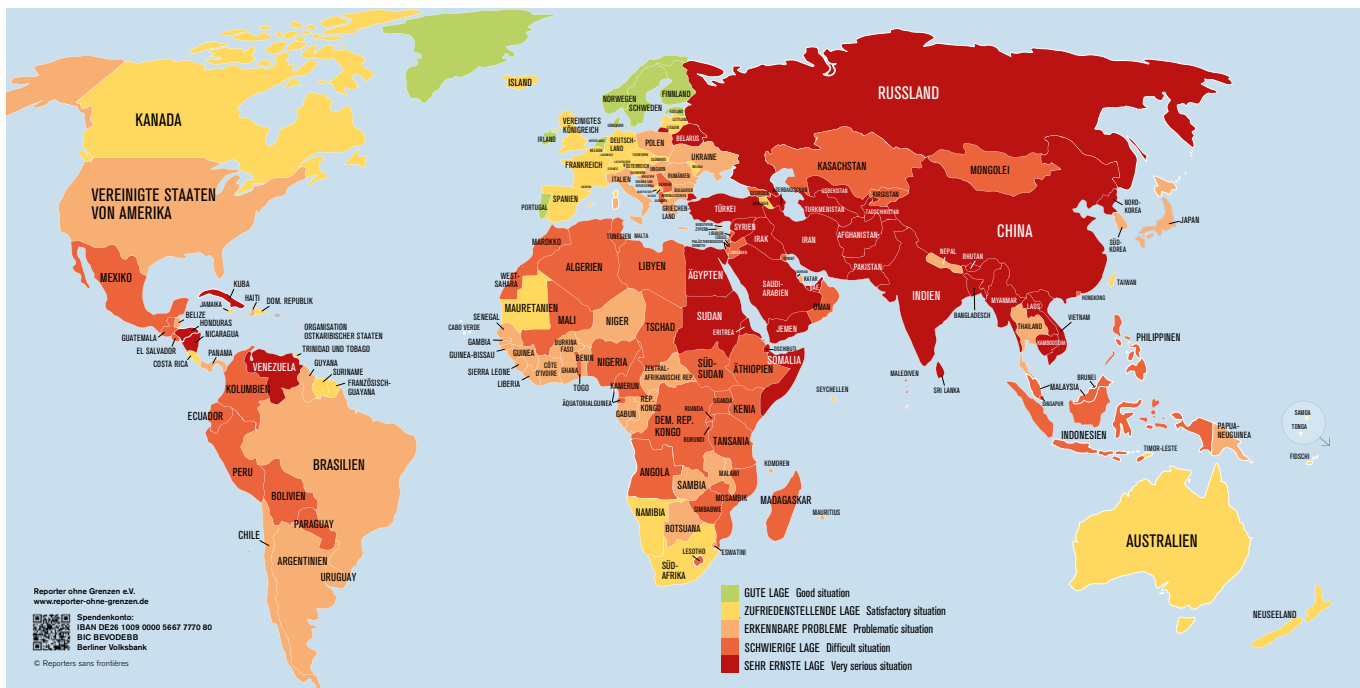 KANADA
VEREINIGTE STAATEN
VON AMERIKA
MEXIKO
KUBA
JAMAIKA
HAITI
DOM. REPUBLIK
BELIZE
HONDURAS
NICARAGUA
GUATEMALA
EL SALVADOR
COSTA RICA
PANAMA
ORGANISATION
OSTKARIBISCHER STAATEN
TRINIDAD UND TOBAGO
VENEZUELA
GUYANA
SURINAME
FRANZÖSISCH-
GUAYANA
KOLUMBIEN
ECUADOR
PERU
BRASILIEN
BOLIVIEN
PARAGUAY
CHILE
ARGENTINIEN
URUGUAY
ISLAND
NORWEGEN
SCHWEDEN
FINNLAND
VEREINIGTES
KÖNIGREICH
IRLAND
DEUTSCH-
LAND
POLEN
BELARUS
UKRAINE
FRANKREICH
ÖSTERREICH
UNGARN
RUMÄNIEN
ITALIEN
BULGARIEN
GRIECHEN
LAND
PORTUGAL
SPANIEN
RUSSLAND
KASACHSTAN
MONGOLEI
USBEKISTAN
KIRGISTAN
TURKMENISTAN
TADSCHIKISTAN
GEORGIEN
ASERBAIDSCHAN
TÜRKEI
ZYPERN
SYRIEN
LIBANON
ISRAEL
IRAK
IRAN
AFGHANISTAN
PAKISTAN
KUWAIT
KATAR
VAE
SAUDI-
ARABIEN
OMAN
JEMEN
CHINA
NORD-
KOREA
SÜD-
KOREA
JAPAN
NEPAL
BHUTAN
INDIEN
BANGLADESCH
MYANMAR
LAOS
THAILAND
VIETNAM
KAMBODSCHA
TAIWAN
HONGKONG
SRI LANKA
MALEDIVEN
PHILIPPINEN
MALAYSIA
BRUNEI
SINGAPUR
INDONESIEN
TIMOR-LESTE
PAPUA-
NEUGUINEA
SAMOA
TONGA
FIDSCHI
AUSTRALIEN
NEUSEELAND
MAROKKO
TUNESIEN
MALTA
WEST-
SAHARA
ALGERIEN
LIBYEN
ÄGYPTEN
MAURETANIEN
MALI
NIGER
TSCHAD
SUDAN
ERITREA
DSCHIBUTI
SOMALIA
CABO VERDE
SENEGAL
GAMBIA
GUINEA-BISSAU
GUINEA
SIERRA LEONE
LIBERIA
CÔTE
D'IVOIRE
BURKINA
FASO
GHANA
TOGO
BENIN
NIGERIA
KAMERUN
ÄQUATORIALGUINEA
ZENTRAL-
AFRIKANISCHE REP.
SÜD-
SUDAN
ÄTHIOPIEN
GABUN
REP.
KONGO
DEM. REP.
KONGO
UGANDA
RUANDA
BURUNDI
KENIA
TANSANIA
SEYCHELLEN
KOMOREN
ANGOLA
SAMBIA
MALAWI
MOSAMBIK
SIMBABWE
MADAGASKAR
MAURITIUS
NAMIBIA
BOTSUANA
SÜD-
AFRIKA
LESOTHO
ESWATINI
GUTE LAGE Good situation
ZUFRIEDENSTELLENDE LAGE Satisfactory situation
ERKENNBARE PROBLEME Problematic situation
SCHWIERIGE LAGE Difficult situation
SEHR ERNSTE LAGE Very serious situation
Reporter ohne Grenzen e.V.
www.reporter-ohne-grenzen.de
Spendenkonto:
IBAN DE26 1009 0000 5667 7770 80
BIC BEVODEBB
Berliner Volksbank
© Reporters sans frontières